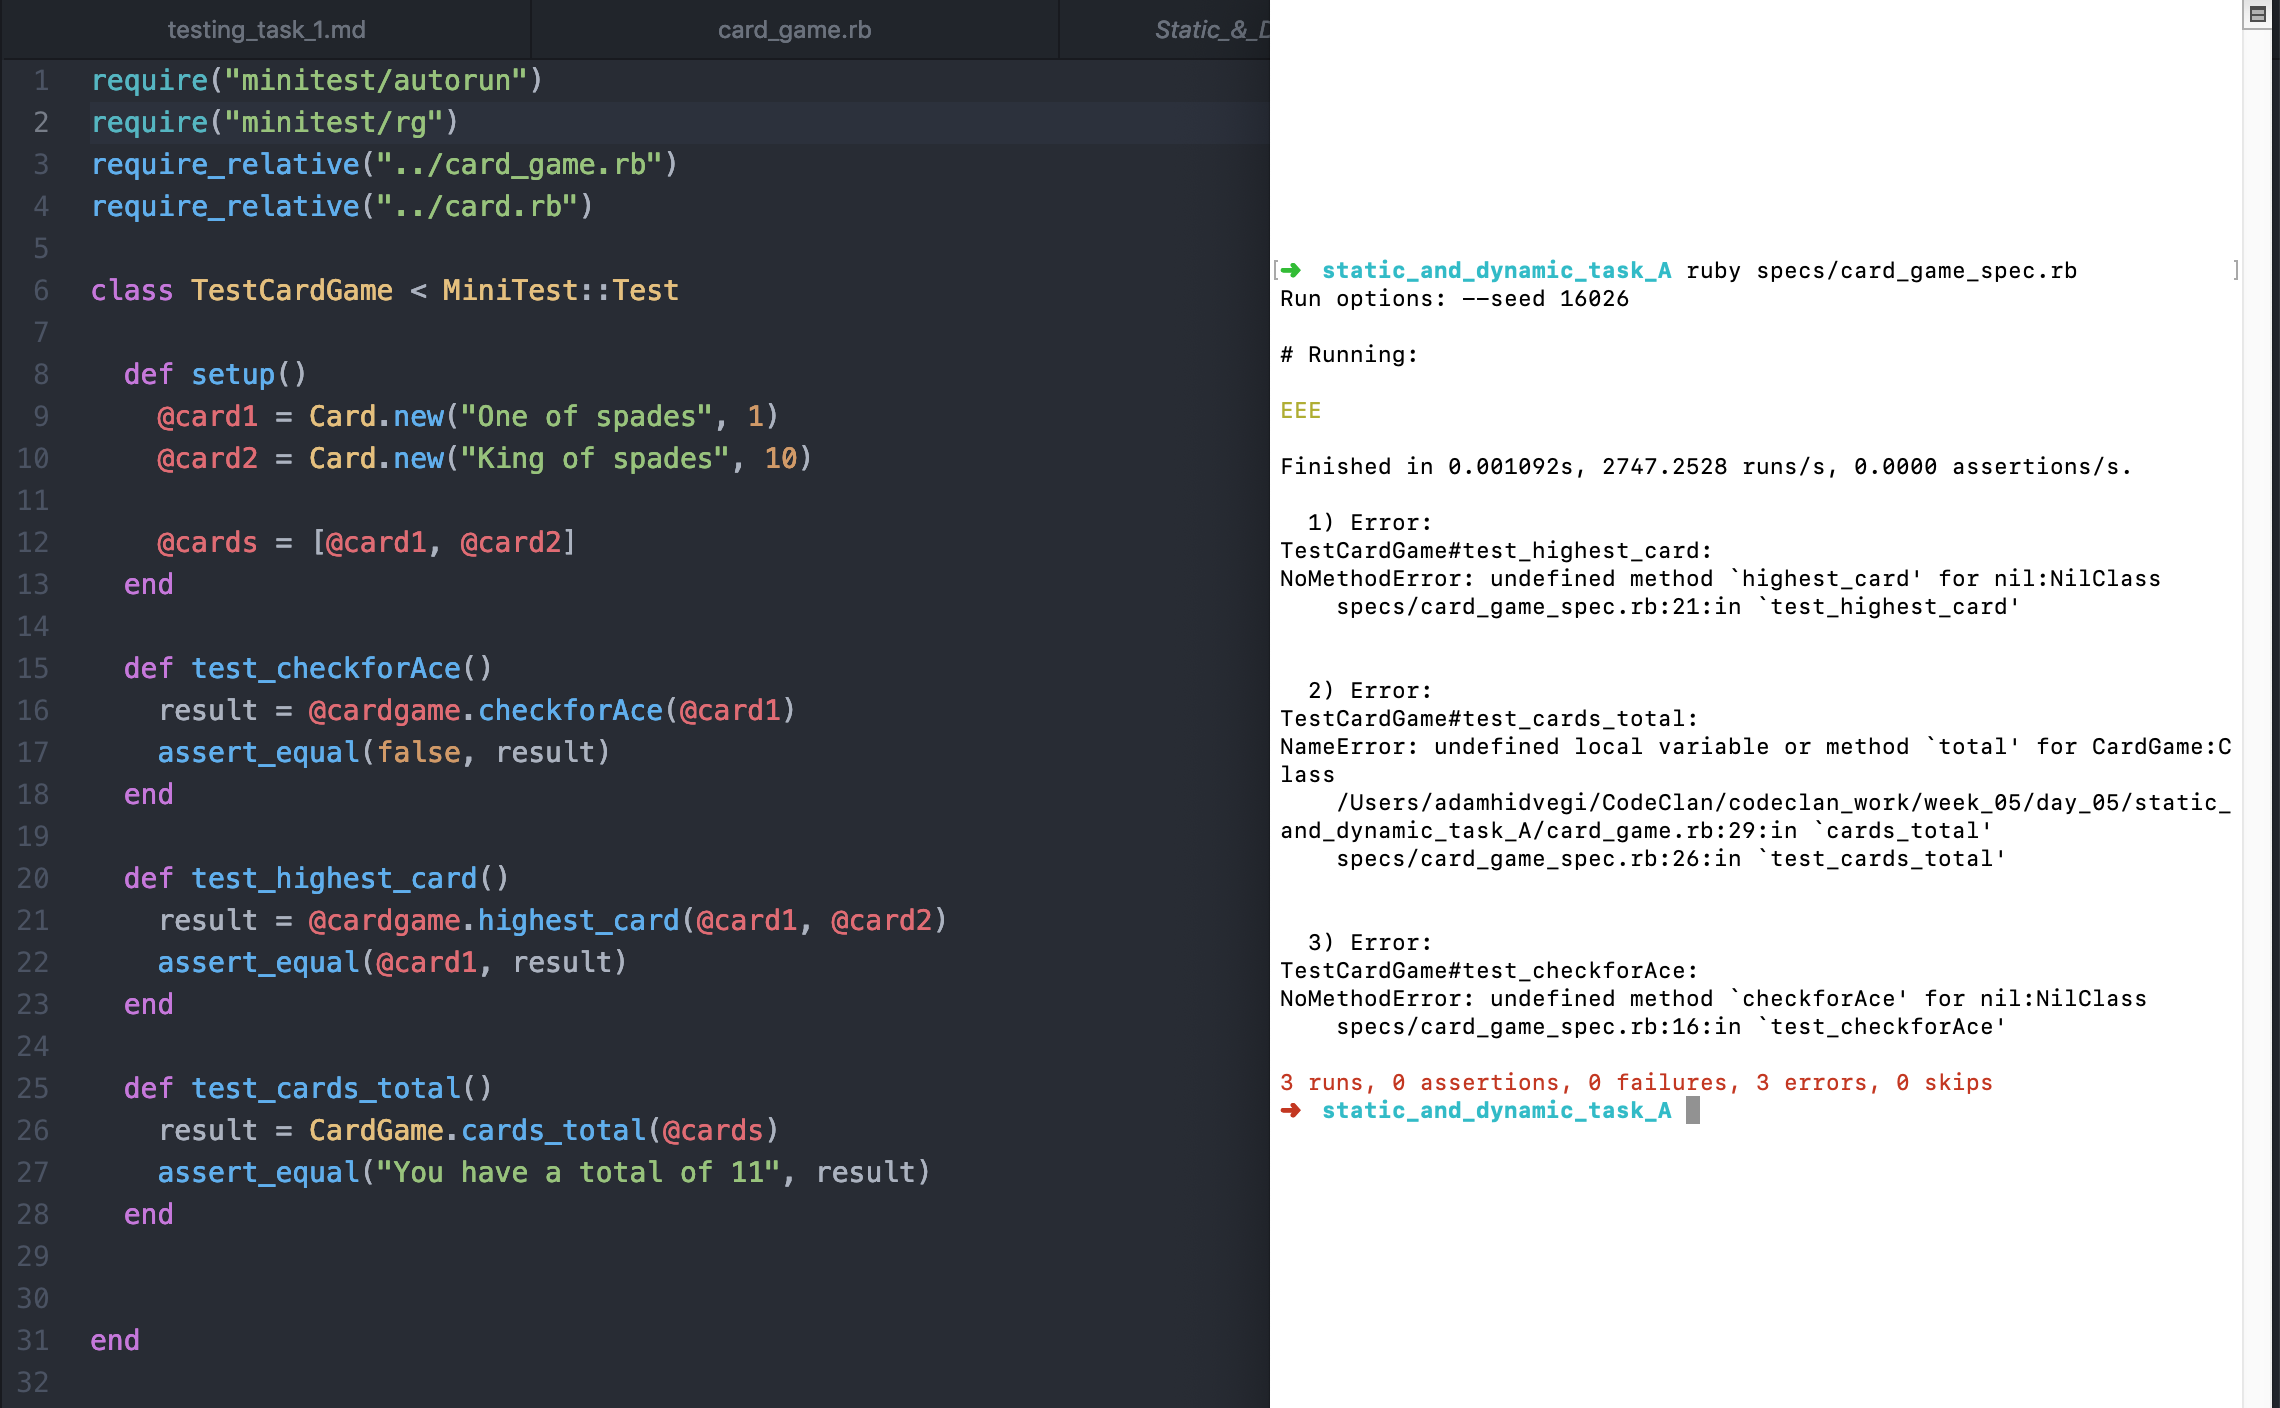 testing_task_1.md
card_game.rb
Static_&_D
1 require("minitest/autorun")
2 require("minitest/rg")
3 require_relative("../card_game.rb")
4 require_relative("../card.rb")
5
6 class TestCardGame < MiniTest::Test
7
8   def setup()
9     @card1 = Card.new("One of spades", 1)
10     @card2 = Card.new("King of spades", 10)
11
12     @cards = [@card1, @card2]
13   end
14
15   def test_checkforAce()
16     result = @cardgame.checkforAce(@card1)
17     assert_equal(false, result)
18   end
19
20   def test_highest_card()
21     result = @cardgame.highest_card(@card1, @card2)
22     assert_equal(@card1, result)
23   end
24
25   def test_cards_total()
26     result = CardGame.cards_total(@cards)
27     assert_equal("You have a total of 11", result)
28   end
29
30
31 end
32
[➜  static_and_dynamic_task_A ruby specs/card_game_spec.rb ]
Run options: --seed 16026
# Running:
EEE
Finished in 0.001092s, 2747.2528 runs/s, 0.0000 assertions/s.
  1) Error:
TestCardGame#test_highest_card:
NoMethodError: undefined method `highest_card' for nil:NilClass
    specs/card_game_spec.rb:21:in `test_highest_card'
  2) Error:
TestCardGame#test_cards_total:
NameError: undefined local variable or method `total' for CardGame:C
lass
    /Users/adamhidvegi/CodeClan/codeclan_work/week_05/day_05/static_
and_dynamic_task_A/card_game.rb:29:in `cards_total'
    specs/card_game_spec.rb:26:in `test_cards_total'
  3) Error:
TestCardGame#test_checkforAce:
NoMethodError: undefined method `checkforAce' for nil:NilClass
    specs/card_game_spec.rb:16:in `test_checkforAce'
3 runs, 0 assertions, 0 failures, 3 errors, 0 skips
➜  static_and_dynamic_task_A